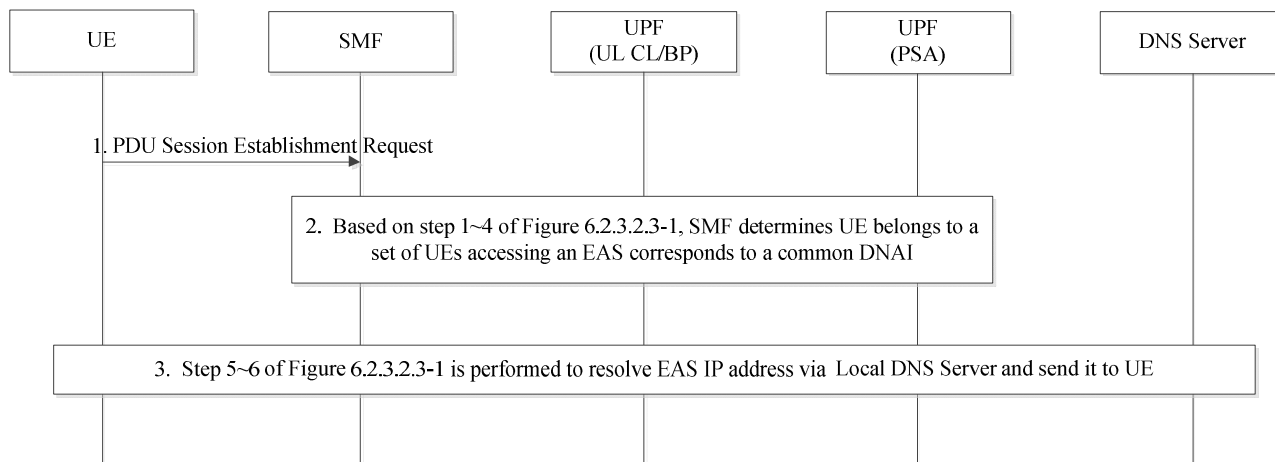 UE
SMF
UPF
(UL CL/BP)
UPF
(PSA)
DNS Server
1. PDU Session Establishment Request
2. Based on step 1~4 of Figure 6.2.3.2.3-1, SMF determines UE belongs to a
set of UEs accessing an EAS corresponds to a common DNAI
3. Step 5~6 of Figure 6.2.3.2.3-1 is performed to resolve EAS IP address via Local DNS Server and send it to UE